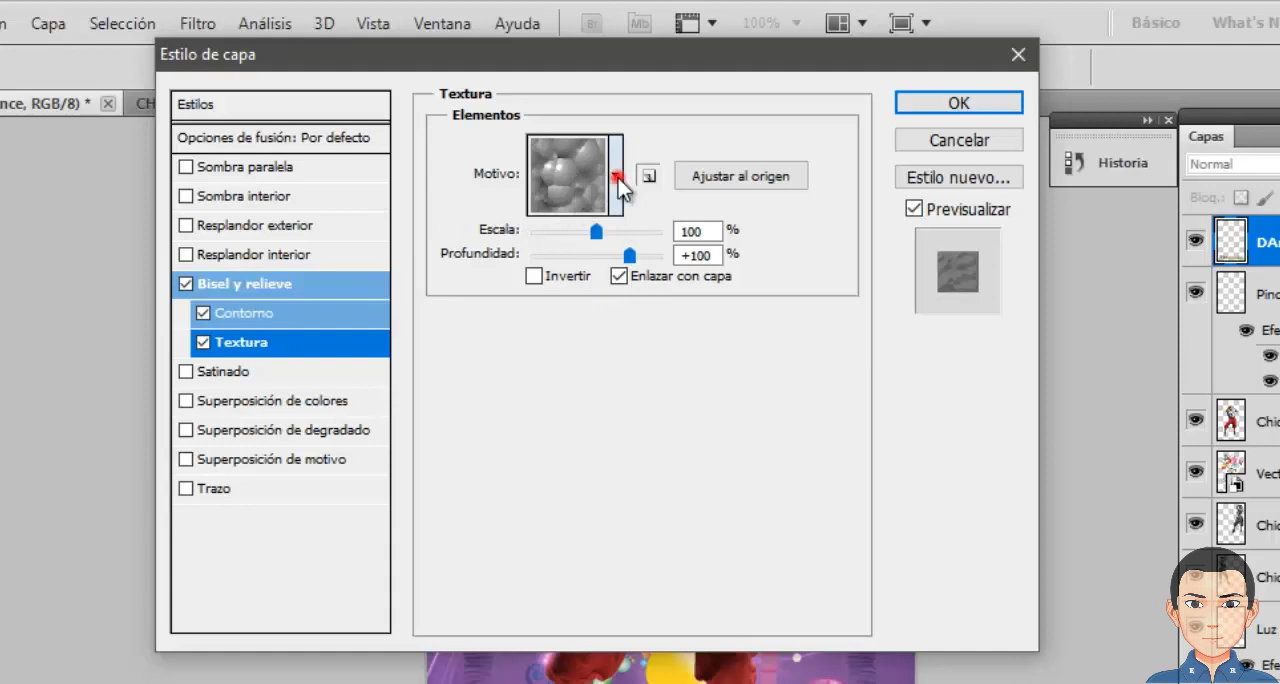 Capa Selección Filtro Análisis 3D Vista Ventana Ayuda Br Mb 100% Básico What's N
Estilo de capa
nce, RGB/8) * CH
Estilos
Opciones de fusión: Por defecto
Sombra paralela
Sombra interior
Resplandor exterior
Resplandor interior
Bisel y relieve
Contorno
Textura
Satinado
Superposición de colores
Superposición de degradado
Superposición de motivo
Trazo
Textura
Elementos
Motivo:
Ajustar al origen
Escala: 100 %
Profundidad: +100 %
Invertir Enlazar con capa
OK
Cancelar
Estilo nuevo...
Previsualizar
Historia
Capas
Normal
Bloq.:
DAn
Pinc
Efe
Chic
Vect
Chic
Chic
Luz
Efe
K R